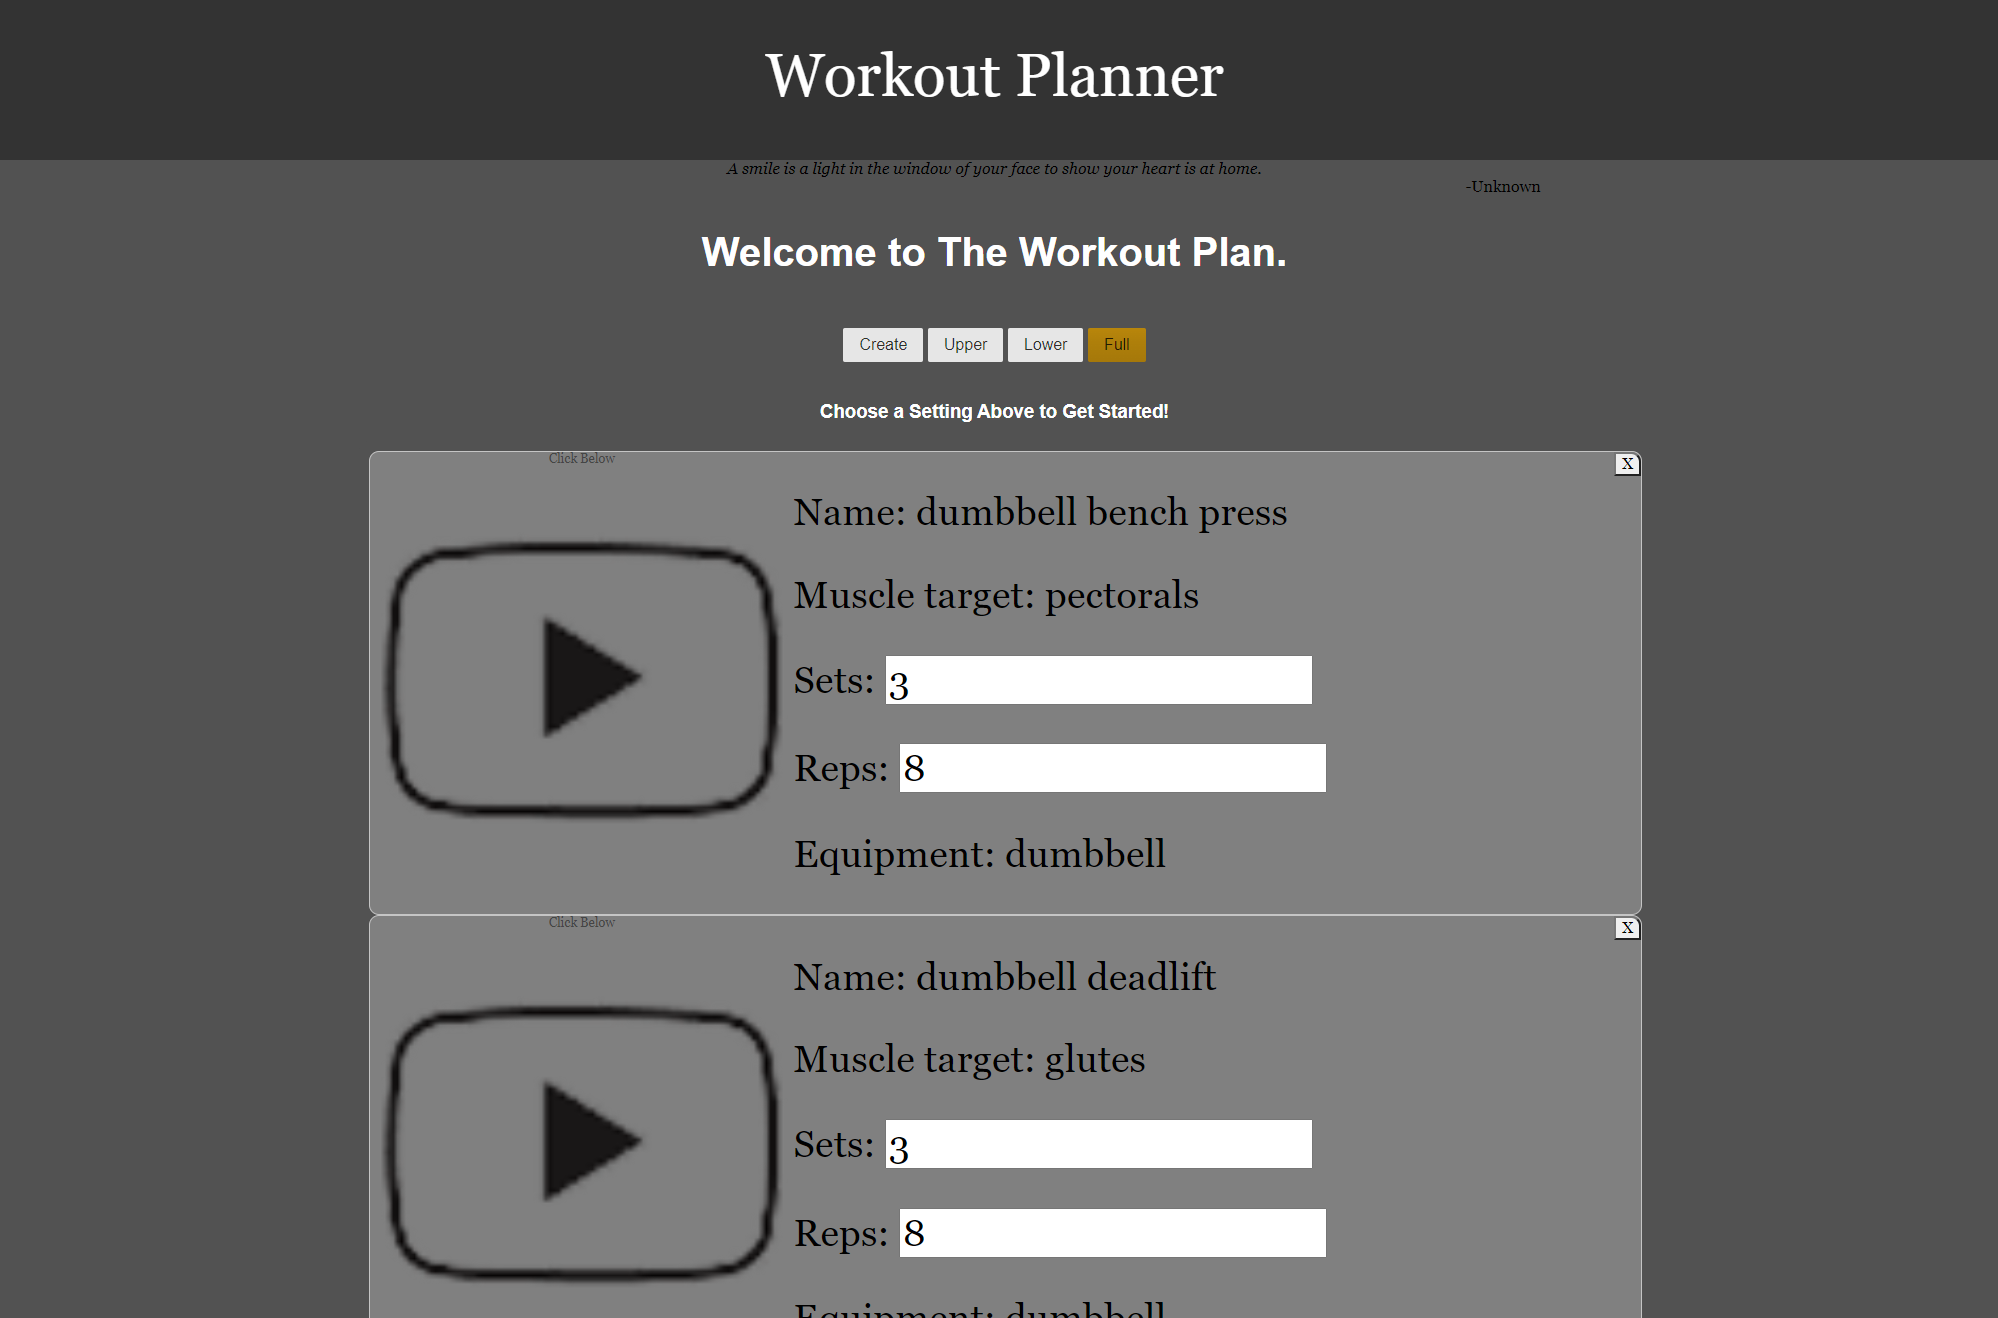 Workout Planner
A smile is a light in the window of your face to show your heart is at home.
-Unknown
Welcome to The Workout Plan.
Create Upper Lower Full
Choose a Setting Above to Get Started!
Click Below
X
Name: dumbbell bench press
Muscle target: pectorals
Sets: 3
Reps: 8
Equipment: dumbbell
Click Below
X
Name: dumbbell deadlift
Muscle target: glutes
Sets: 3
Reps: 8
Equipment: dumbbell